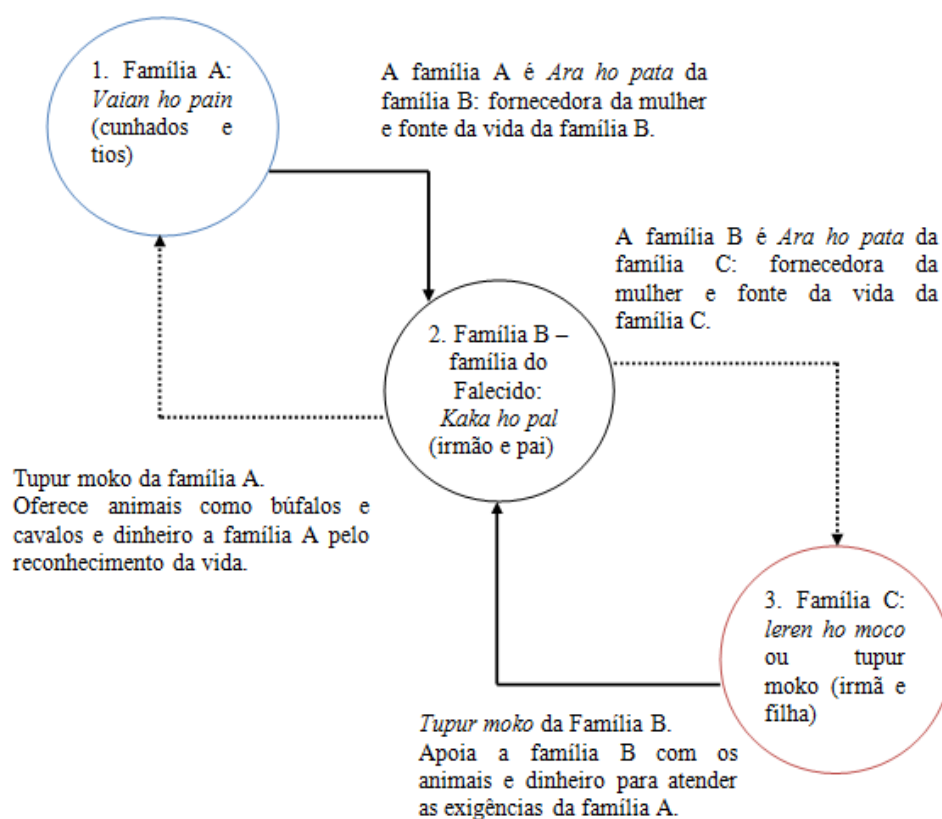 1. Família A:
Vaian ho pain
(cunhados e
tios)
A família A é Ara ho pata da
família B: fornecedora da mulher
e fonte da vida da família B.
A família B é Ara ho pata da
família C: fornecedora da
mulher e fonte da vida da
família C.
2. Família B –
família do
Falecido:
Kaka ho pal
(irmão e pai)
Tupur moko da família A.
Oferece animais como búfalos e
cavalos e dinheiro a família A pelo
reconhecimento da vida.
3. Família C:
leren ho moco
ou tupur
moko (irmã e
filha)
Tupur moko da Família B.
Apoia a família B com os
animais e dinheiro para atender
as exigências da família A.